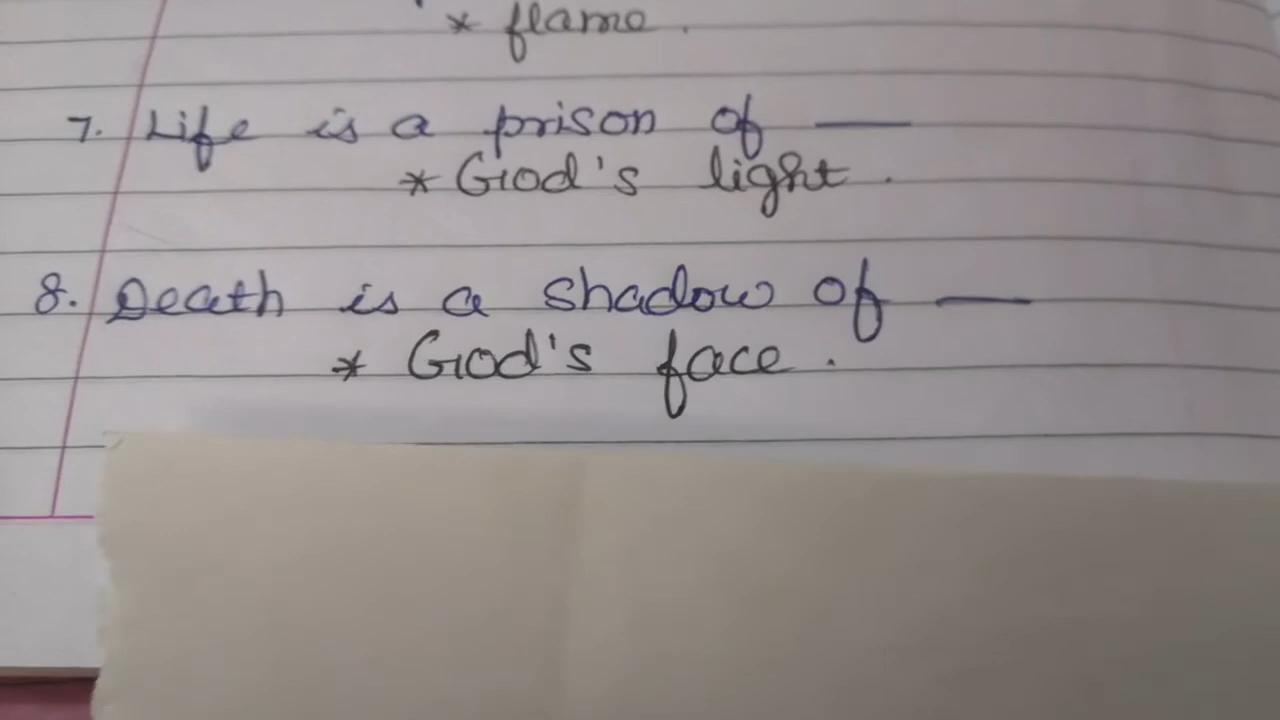 * flame.
7. Life is a prison of —
* God's light.
8. Death is a shadow of —
* God's face.